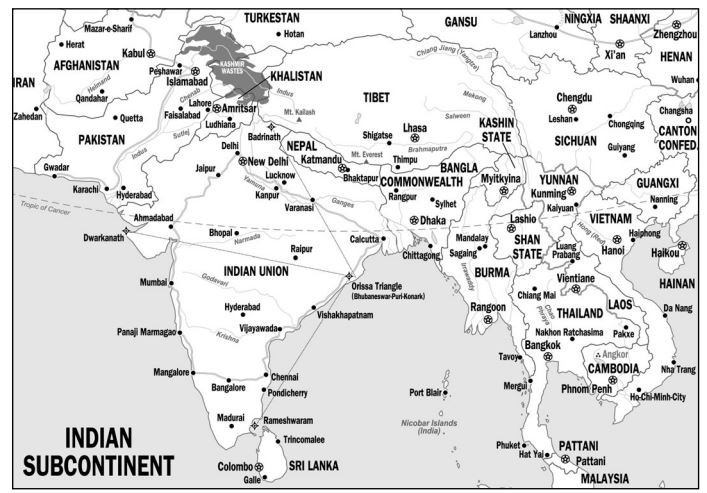 TURKESTAN
GANSU
NINGXIA
SHAANXI
Mazar-e-Sharif
Hotan
Lanzhou
Zhengzhou
Herat
Kabul
Xi'an
HENAN
AFGHANISTAN
Peshawar
Islamabad
KASHMIR
WASTES
KHALISTAN
Chiang Jiang (Yangtze)
IRAN
Helmand
Qandahar
Chenab
Indus
Wuhan
Zahedan
Quetta
Lahore
Faisalabad
Amritsar
Ludhiana
Mt. Kailash
TIBET
Mekong
Salween
Chengdu
Leshan
Chongqing
Changsha
CANTON
CONFED.
PAKISTAN
Sutlej
Indus
Badrinath
Lhasa
Shigatse
Brahmaputra
KASHIN
STATE
SICHUAN
Guiyang
Delhi
New Delhi
NEPAL
Katmandu
Mt. Everest
Thimpu
BANGLA
COMMONWEALTH
Gwadar
Karachi
Hyderabad
Jaipur
Lucknow
Yamuna
Kanpur
Bhaktapur
Rangpur
Myitkyina
YUNNAN
Kunming
GUANGXI
Tropic of Cancer
Varanasi
Ganges
Sylhet
Dhaka
Kaiyuan
Nanning
Ahmadabad
Dwarkanath
Bhopal
Narmada
Calcutta
Chittagong
Mandalay
Sagaing
Lashio
SHAN
STATE
VIETNAM
Hong (Red)
Haiphong
Hanoi
Haikou
Raipur
INDIAN UNION
Luang
Prabang
Mumbai
Godavari
Orissa Triangle
(Bhubaneswar-Puri-Konark)
Irrawaddy
BURMA
Vientiane
HAINAN
Hyderabad
Vishakhapatnam
Rangoon
Chiang Mai
THAILAND
LAOS
Da Nang
Panaji Marmagao
Krishna
Vijayawada
Chao
Phraya
Nakhon Ratchasima
Pakxe
Bangkok
Angkor
Mangalore
Chennai
Tavoy
CAMBODIA
Nha Trang
Bangalore
Pondicherry
Port Blair
Mergui
Phnom Penh
Ho-Chi-Minh-City
Madurai
Rameshwaram
Nicobar Islands
(India)
INDIAN
SUBCONTINENT
Trincomalee
Phuket
Hat Yai
PATTANI
Pattani
Colombo
SRI LANKA
Galle
MALAYSIA